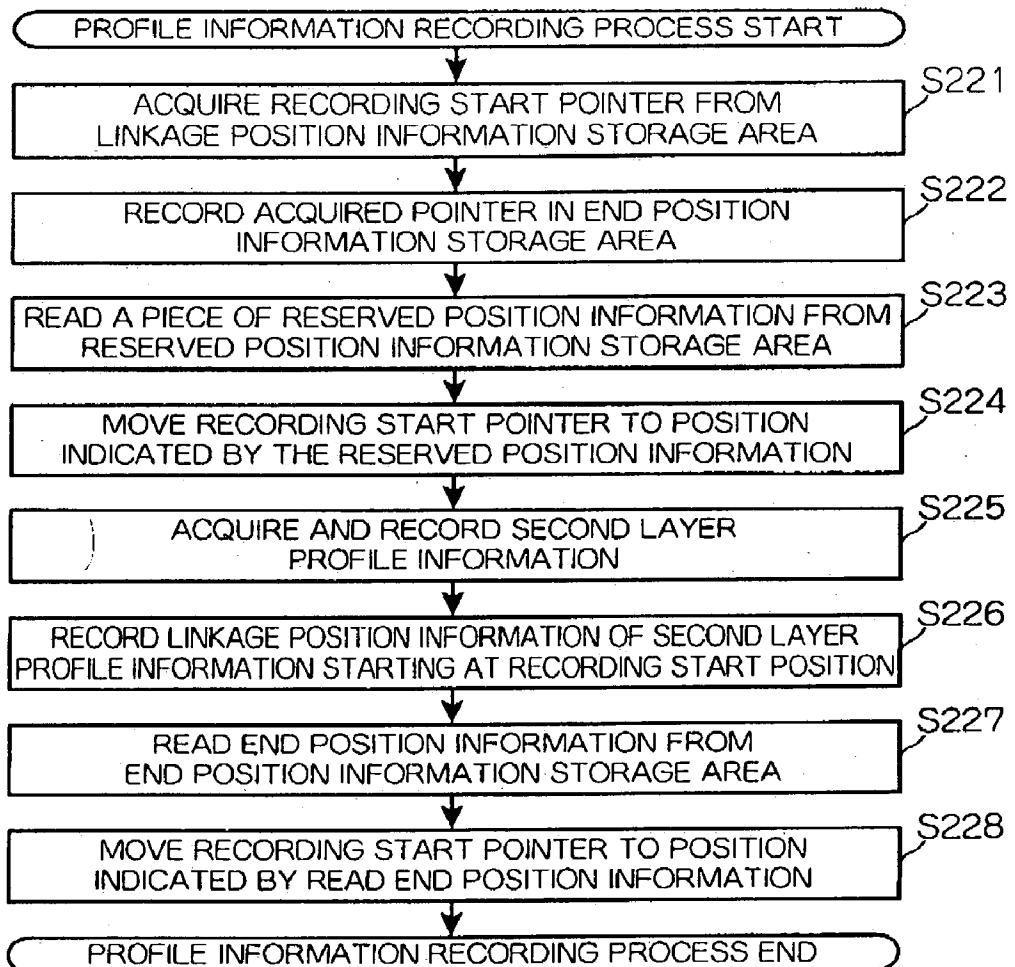 PROFILE INFORMATION RECORDING PROCESS START
S221
ACQUIRE RECORDING START POINTER FROM
LINKAGE POSITION INFORMATION STORAGE AREA
S222
RECORD ACQUIRED POINTER IN END POSITION
INFORMATION STORAGE AREA
S223
READ A PIECE OF RESERVED POSITION INFORMATION FROM
RESERVED POSITION INFORMATION STORAGE AREA
S224
MOVE RECORDING START POINTER TO POSITION
INDICATED BY THE RESERVED POSITION INFORMATION
S225
ACQUIRE AND RECORD SECOND LAYER
PROFILE INFORMATION
S226
RECORD LINKAGE POSITION INFORMATION OF SECOND LAYER
PROFILE INFORMATION STARTING AT RECORDING START POSITION
S227
READ END POSITION INFORMATION FROM
END POSITION INFORMATION STORAGE AREA
S228
MOVE RECORDING START POINTER TO POSITION
INDICATED BY READ END POSITION INFORMATION
PROFILE INFORMATION RECORDING PROCESS END